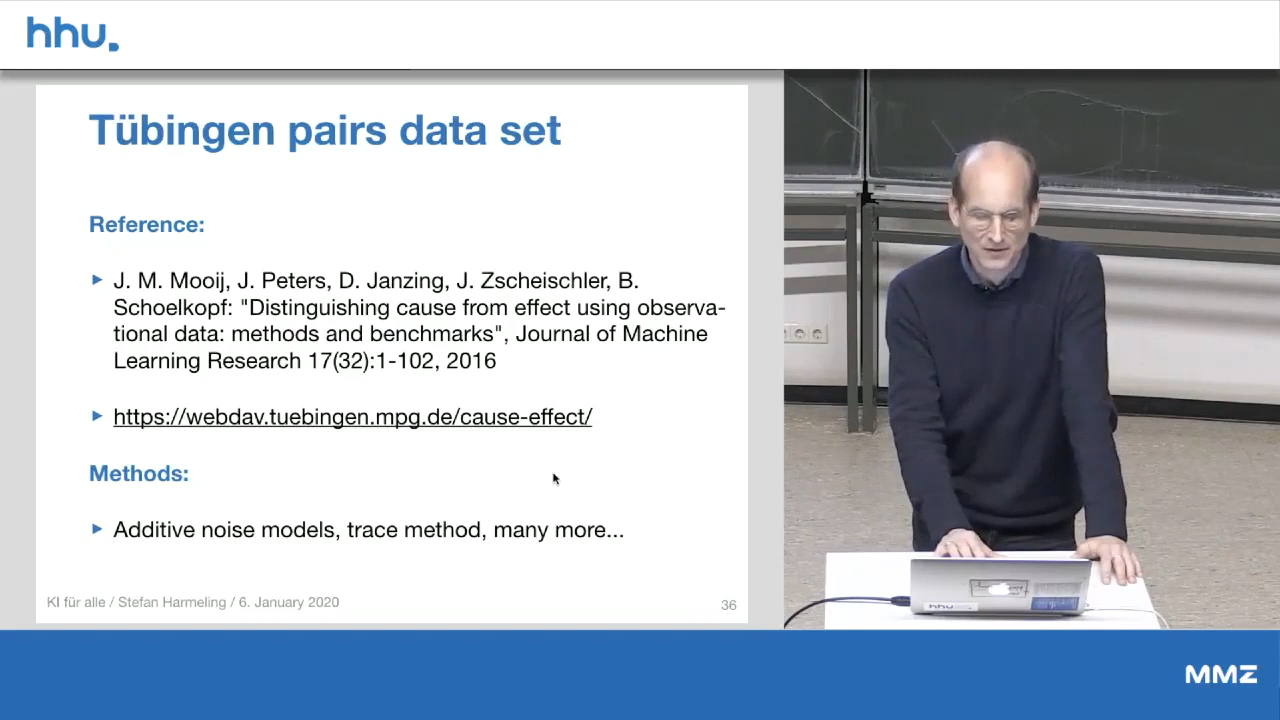 hhu.
Tübingen pairs data set
Reference:
J. M. Mooij, J. Peters, D. Janzing, J. Zscheischler, B.
Schoelkopf: "Distinguishing cause from effect using observa-
tional data: methods and benchmarks", Journal of Machine
Learning Research 17(32):1-102, 2016
https://webdav.tuebingen.mpg.de/cause-effect/
Methods:
Additive noise models, trace method, many more...
KI für alle / Stefan Harmeling / 6. January 2020
36
hhu
MMZ